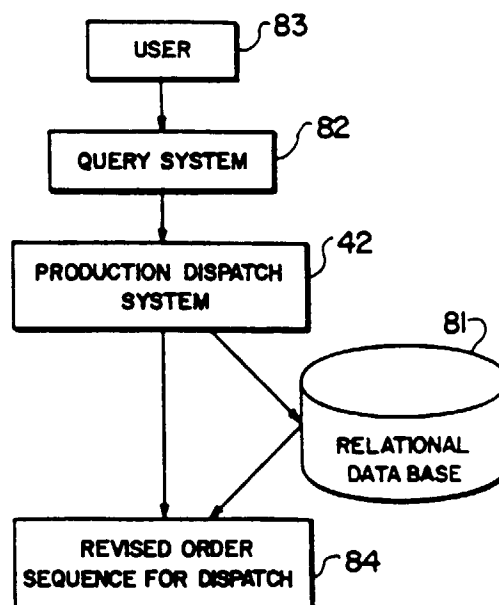 83
USER
82
QUERY SYSTEM
42
PRODUCTION DISPATCH
SYSTEM
81
RELATIONAL
DATA BASE
REVISED ORDER
SEQUENCE FOR DISPATCH
84